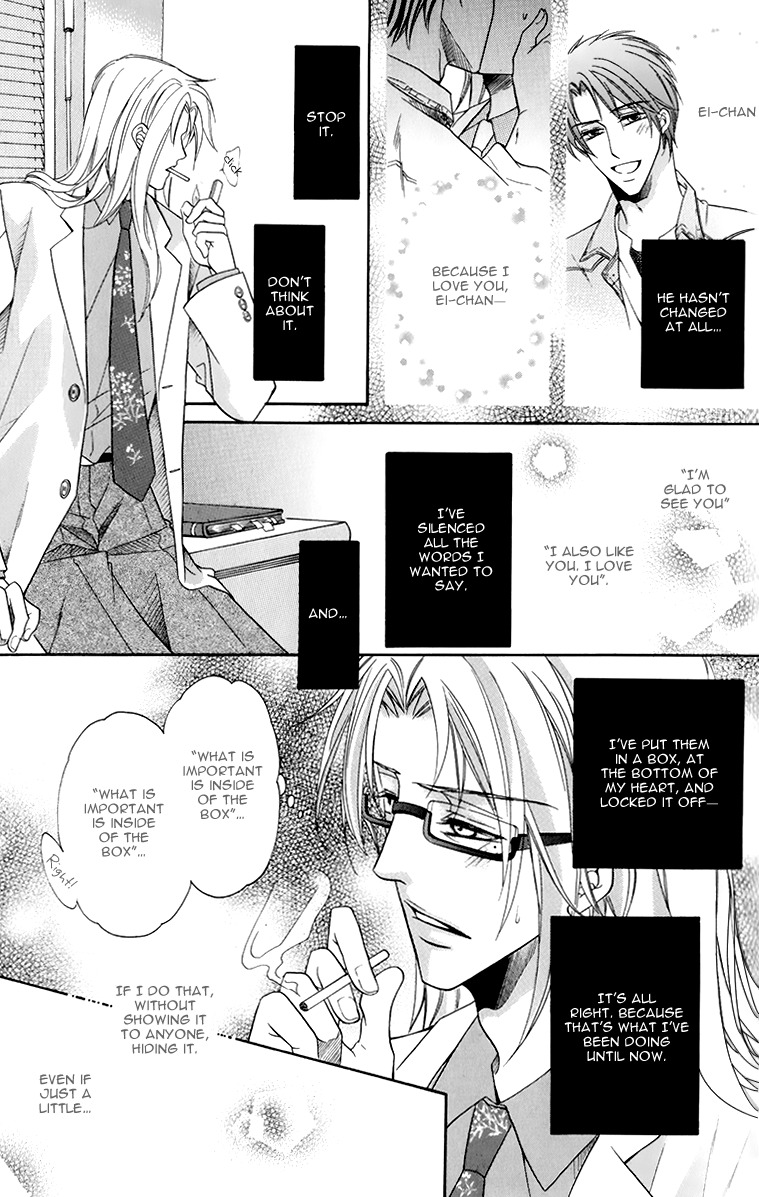 EI-CHAN
HE HASN'T
CHANGED
AT ALL...
BECAUSE I
LOVE YOU,
EI-CHAN—
STOP
IT.
click
DON'T
THINK
ABOUT
IT.
"I'M
GLAD TO
SEE YOU"
"I ALSO LIKE
YOU. I LOVE
YOU".
I'VE
SILENCED
ALL THE
WORDS I
WANTED TO
SAY.
AND...
I'VE PUT THEM
IN A BOX, AT
THE BOTTOM OF
MY HEART, AND
LOCKED IT OFF—
"WHAT IS
IMPORTANT
IS INSIDE
OF THE
BOX"...
"WHAT IS
IMPORTANT
IS INSIDE
OF THE
BOX"...
Right!
IT'S ALL
RIGHT. BECAUSE
THAT'S WHAT I'VE
BEEN DOING
UNTIL NOW.
IF I DO THAT,
WITHOUT
SHOWING IT
TO ANYONE,
HIDING IT.
EVEN IF
JUST A
LITTLE...